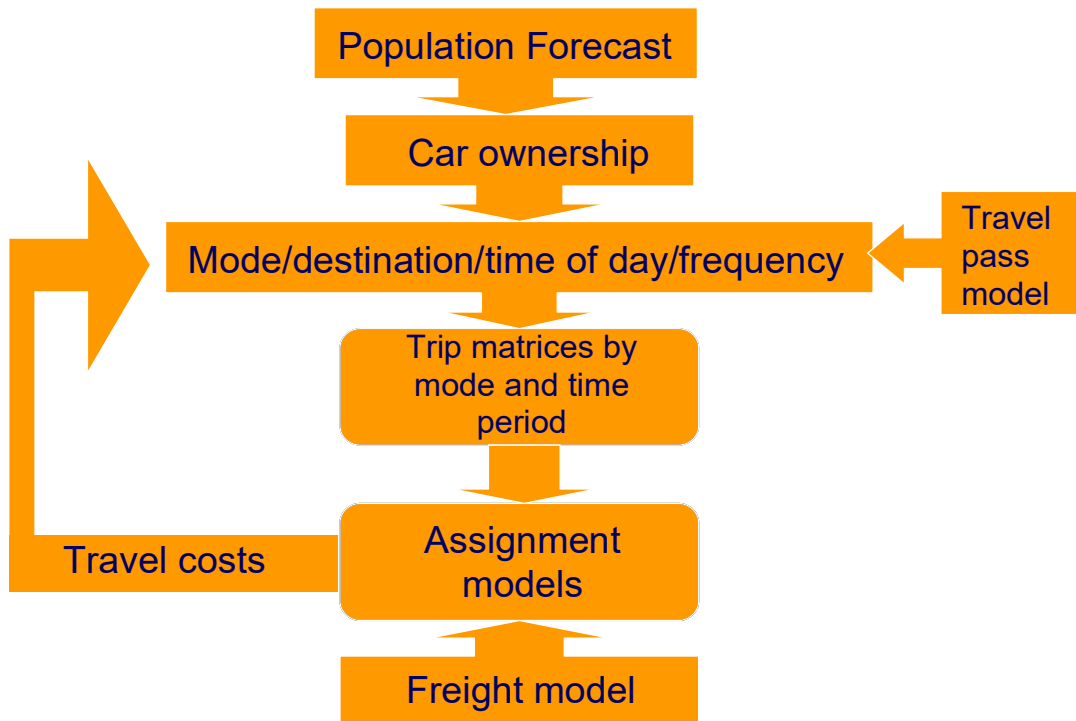 Population Forecast
Car ownership
Mode/destination/time of day/frequency
Travel
pass
model
Trip matrices by
mode and time
period
Assignment
models
Travel costs
Freight model